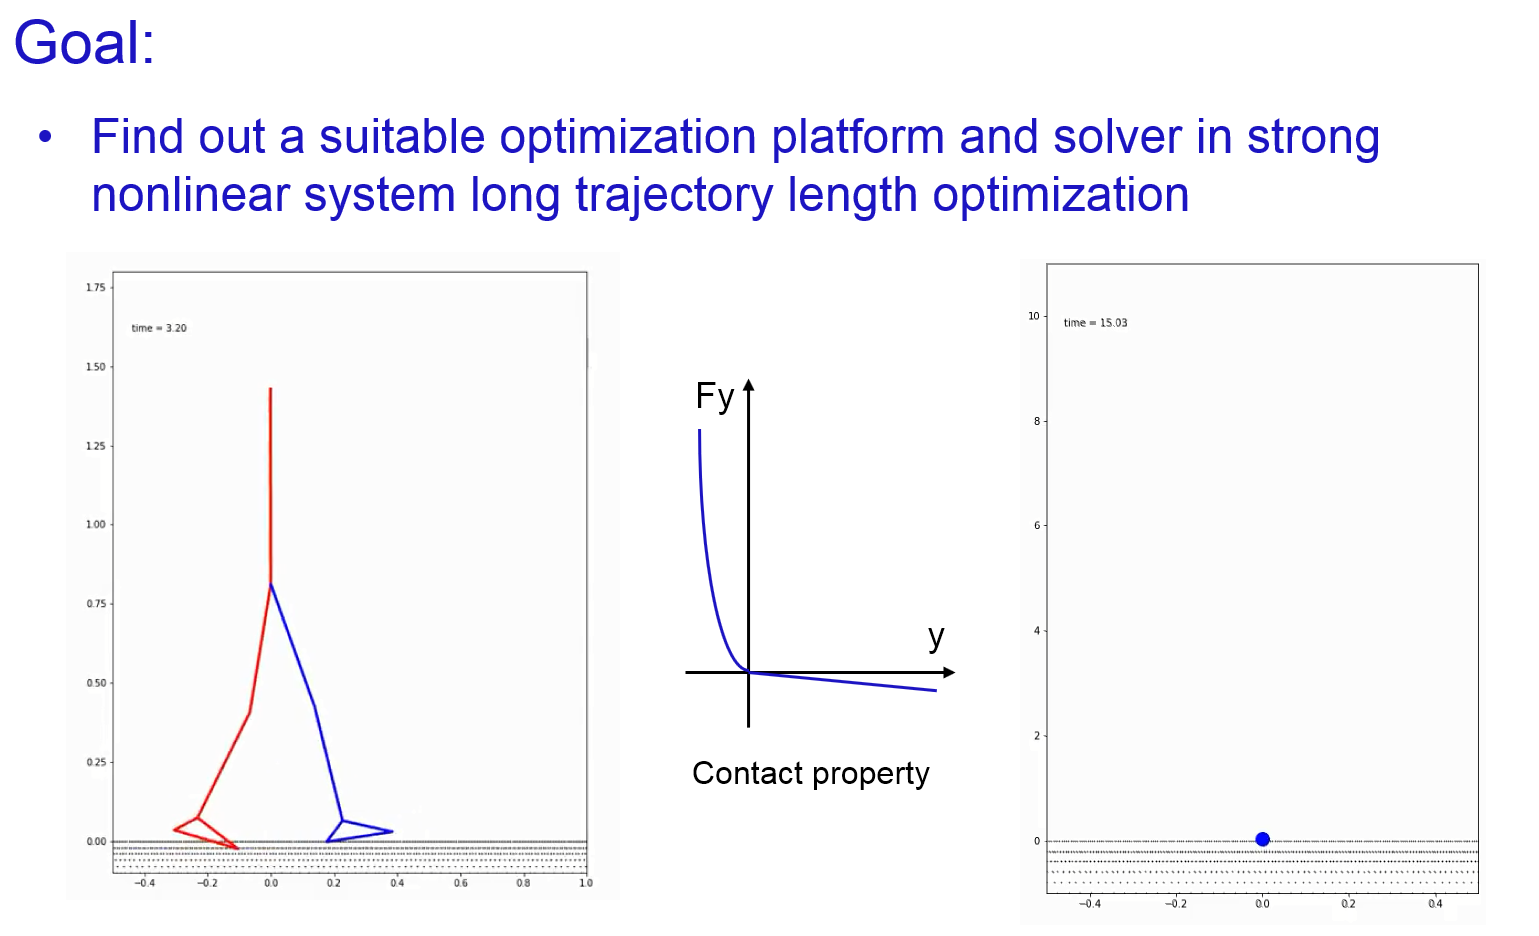 Goal:
• Find out a suitable optimization platform and solver in strong
nonlinear system long trajectory length optimization
1.75
time = 3.20
1.50
1.25
1.00
0.75
0.50
0.25
0.00
−0.4 −0.2 0.0 0.2 0.4 0.6 0.8 1.0
Fy
y
Contact property
10
time = 15.03
8
6
4
2
0
−0.4 −0.2 0.0 0.2 0.4